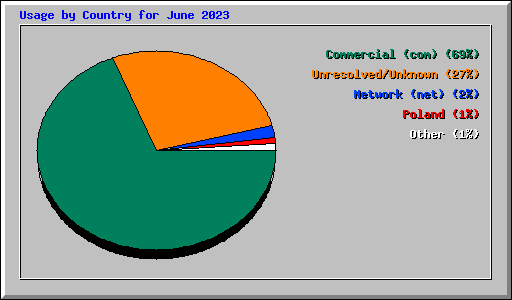 Usage by Country for June 2023
Commercial (com) (69%)
Unresolved/Unknown (27%)
Network (net) (2%)
Poland (1%)
Other (1%)